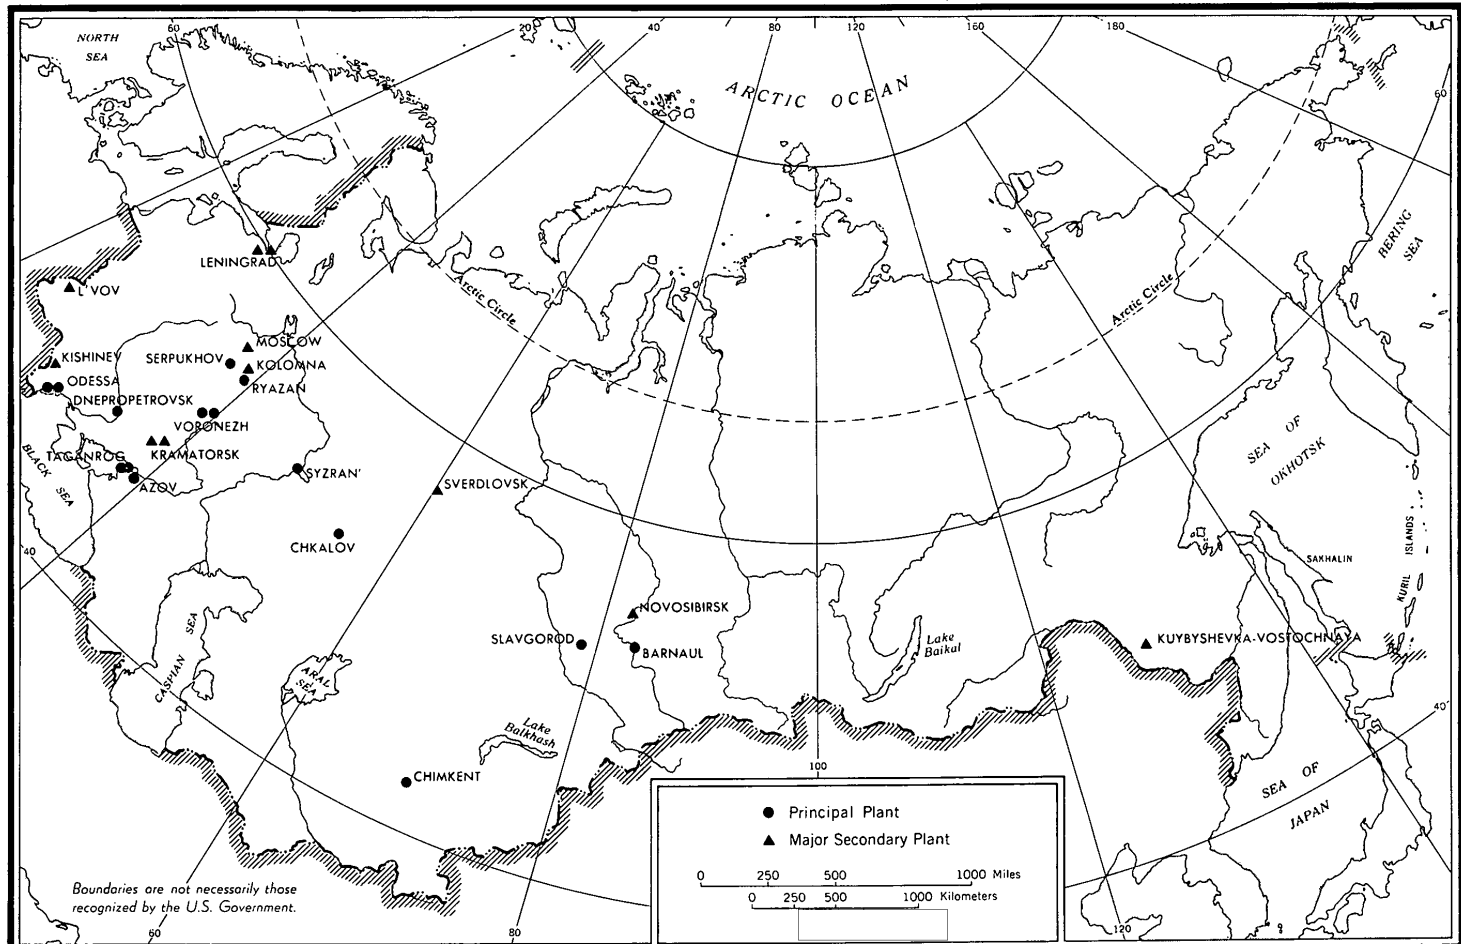 60
20
40
80
120
160
180
NORTH
SEA
ARCTIC OCEAN
60
BERING
SEA
LENINGRAD
Arctic Circle
Arctic Circle
L'VOV
MOSCOW
KISHINEV
SERPUKHOV
KOLOMNA
ODESSA
RYAZAN
DNEPROPETROVSK
VORONEZH
SEA OF
OKHOTSK
BLACK SEA
TAGANROG
KRAMATORSK
SYZRAN'
SVERDLOVSK
AZOV
CHKALOV
40
KURIL ISLANDS
SAKHALIN
NOVOSIBIRSK
SLAVGOROD
BARNAUL
Lake
Baikal
KUYBYSHEVKA-VOSTOCHNAYA
CASPIAN SEA
ARAL
SEA
Lake
Balkhash
40
CHIMKENT
100
SEA OF
JAPAN
Principal Plant
Major Secondary Plant
0 250 500 1000 Miles
0 250 500 1000 Kilometers
Boundaries are not necessarily those
recognized by the U.S. Government.
60
80
120